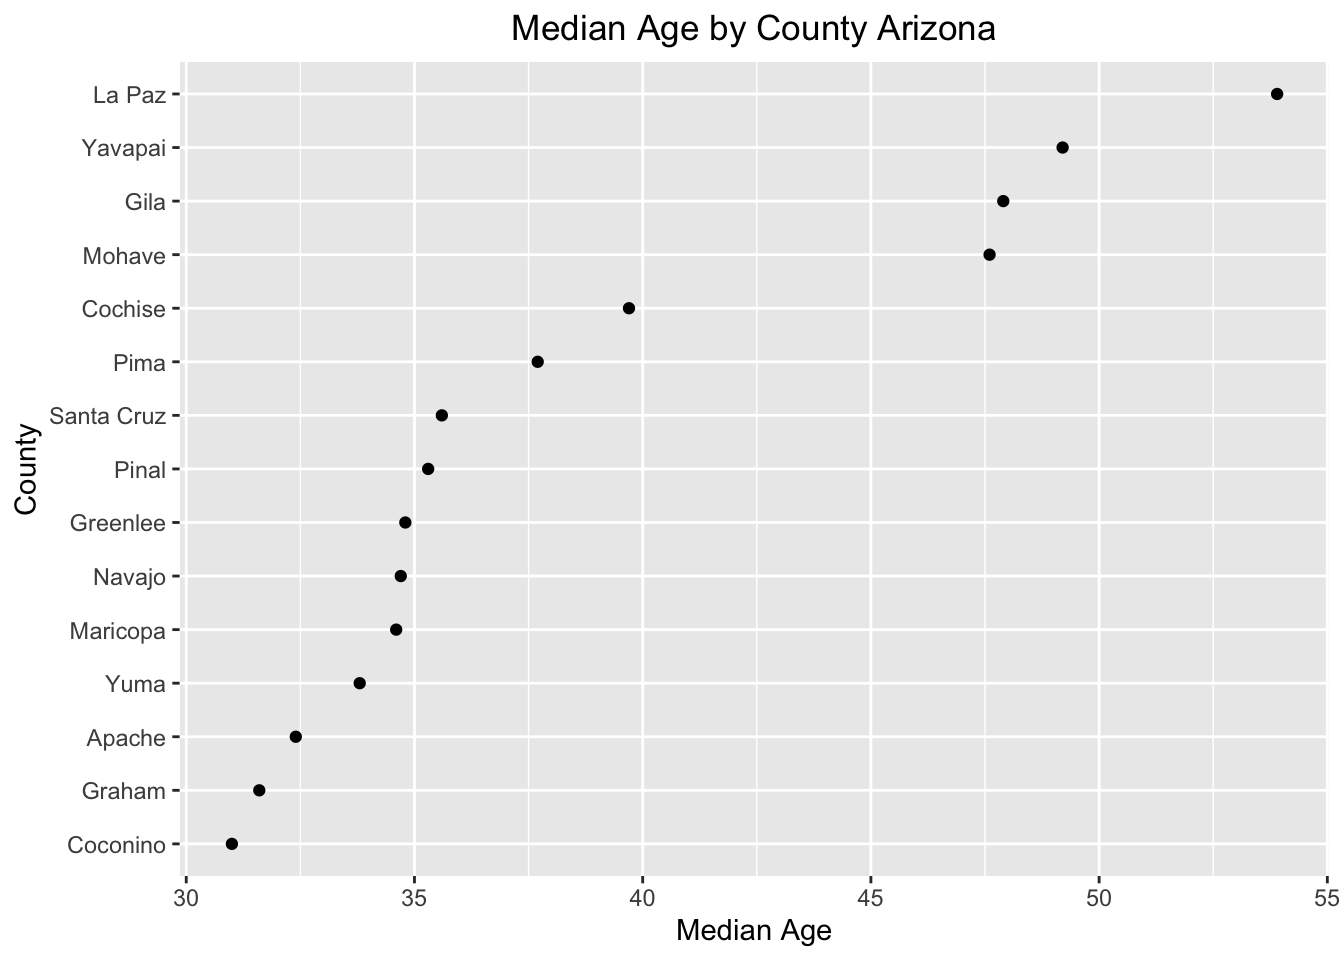 Median Age by County Arizona
La Paz
Yavapai
Gila
Mohave
Cochise
Pima
Santa Cruz
Pinal
Greenlee
Navajo
Maricopa
Yuma
Apache
Graham
Coconino
County
30 35 40 45 50 55
Median Age